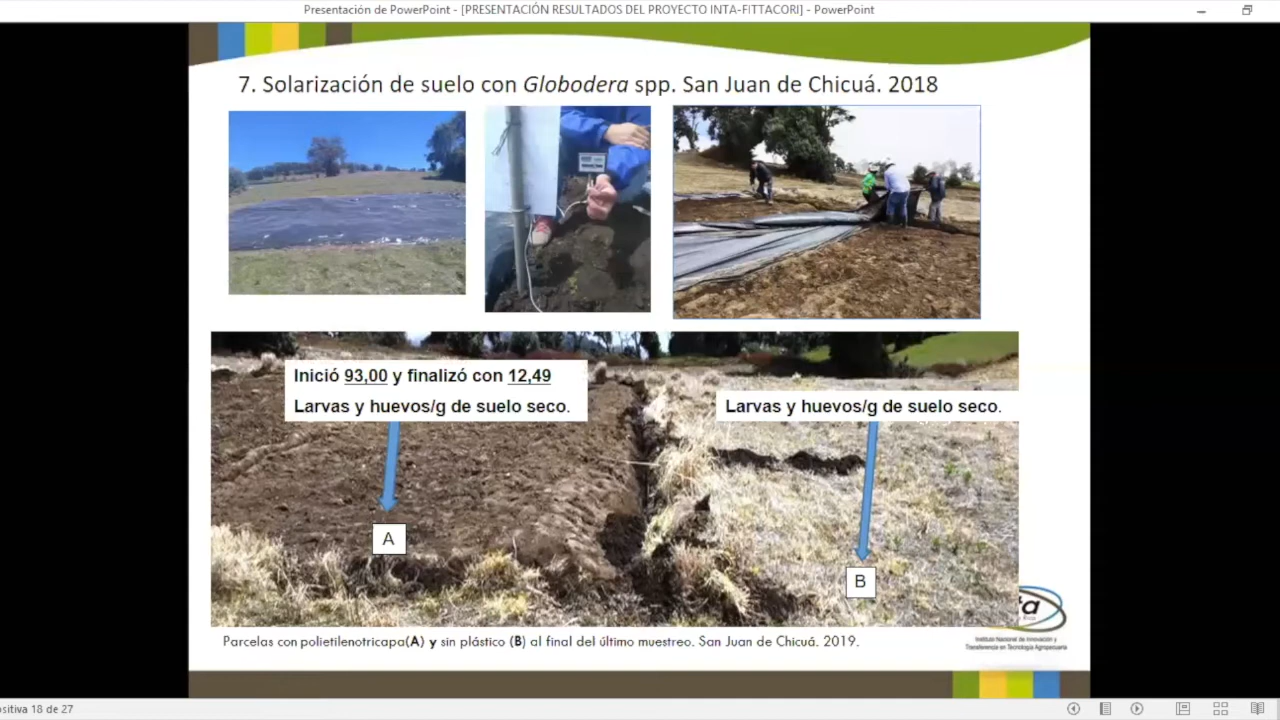 Presentación de PowerPoint - [PRESENTACIÓN RESULTADOS DEL PROYECTO INTA-FITTACORI] - PowerPoint
7. Solarización de suelo con Globodera spp. San Juan de Chicuá. 2018
Inició 93,00 y finalizó con 12,49
Larvas y huevos/g de suelo seco.
Larvas y huevos/g de suelo seco.
A
B
Parcelas con polietilenotricapa(A) y sin plástico (B) al final del último muestreo. San Juan de Chicuá. 2019.
ta
Instituto Nacional de Innovación y
Transferencia en Tecnología Agropecuaria
ositiva 18 de 27